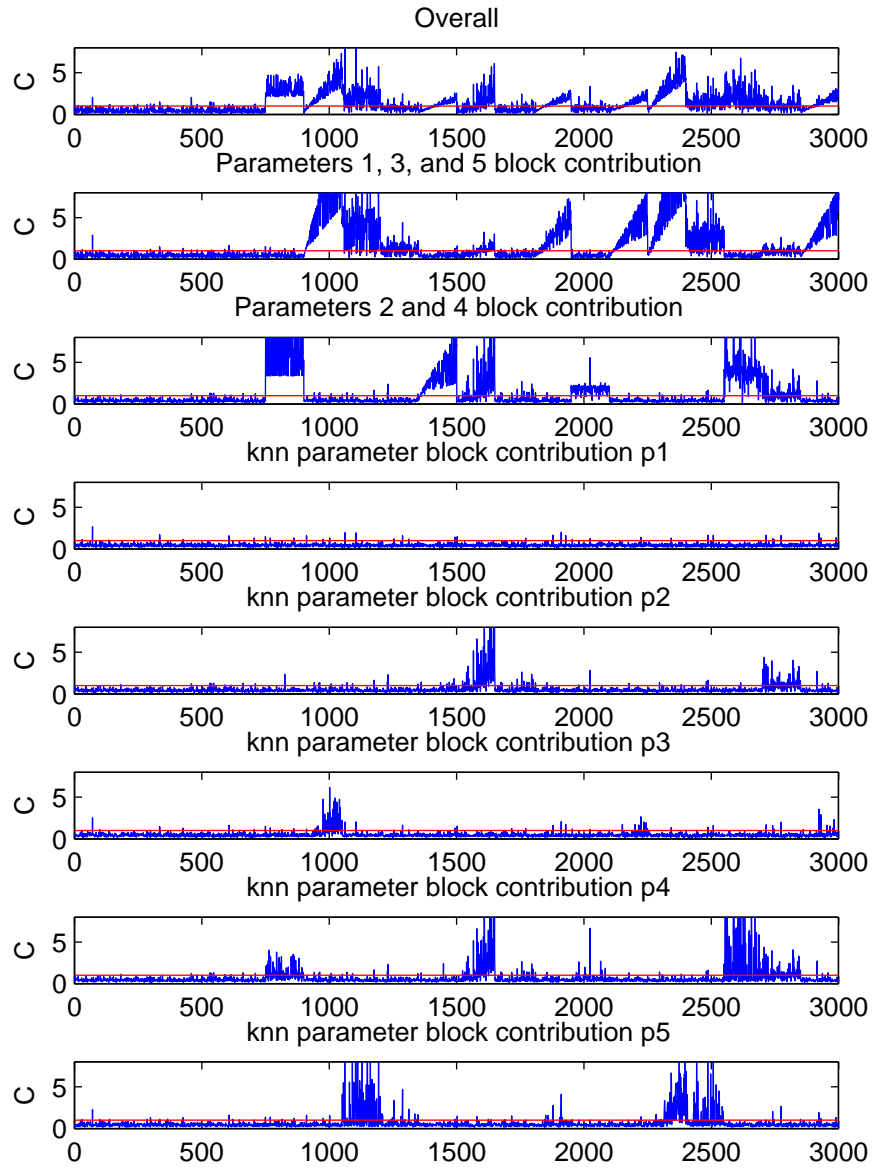 Overall
C
5
0
0 500 1000 1500 2000 2500 3000
Parameters 1, 3, and 5 block contribution
C
5
0
0 500 1000 1500 2000 2500 3000
Parameters 2 and 4 block contribution
C
5
0
0 500 1000 1500 2000 2500 3000
knn parameter block contribution p1
C
5
0
0 500 1000 1500 2000 2500 3000
knn parameter block contribution p2
C
5
0
0 500 1000 1500 2000 2500 3000
knn parameter block contribution p3
C
5
0
0 500 1000 1500 2000 2500 3000
knn parameter block contribution p4
C
5
0
0 500 1000 1500 2000 2500 3000
knn parameter block contribution p5
C
5
0
0 500 1000 1500 2000 2500 3000